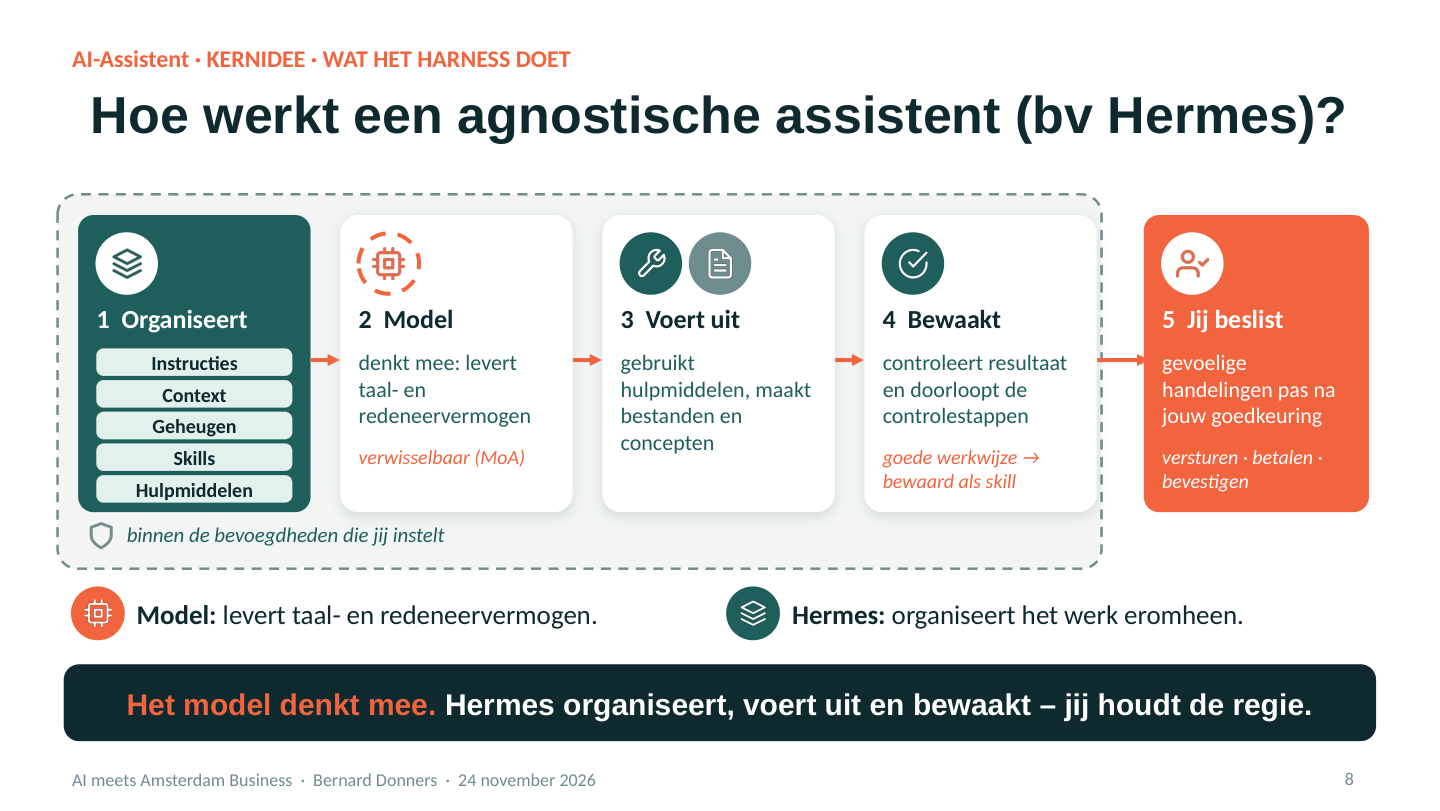 AI-Assistent · KERNIDEE · WAT HET HARNESS DOET
Hoe werkt een agnostische assistent (bv Hermes)?
1 Organiseert
Instructies
Context
Geheugen
Skills
Hulpmiddelen
2 Model
denkt mee: levert
taal- en
redeneervermogen
verwisselbaar (MoA)
3 Voert uit
gebruikt
hulpmiddelen, maakt
bestanden en
concepten
4 Bewaakt
controleert resultaat
en doorloopt de
controlestappen
goede werkwijze →
bewaard als skill
5 Jij beslist
gevoelige
handelingen pas na
jouw goedkeuring
versturen · betalen ·
bevestigen
binnen de bevoegdheden die jij instelt
Model: levert taal- en redeneervermogen.
Hermes: organiseert het werk eromheen.
Het model denkt mee. Hermes organiseert, voert uit en bewaakt – jij houdt de regie.
AI meets Amsterdam Business · Bernard Donners · 24 november 2026
8